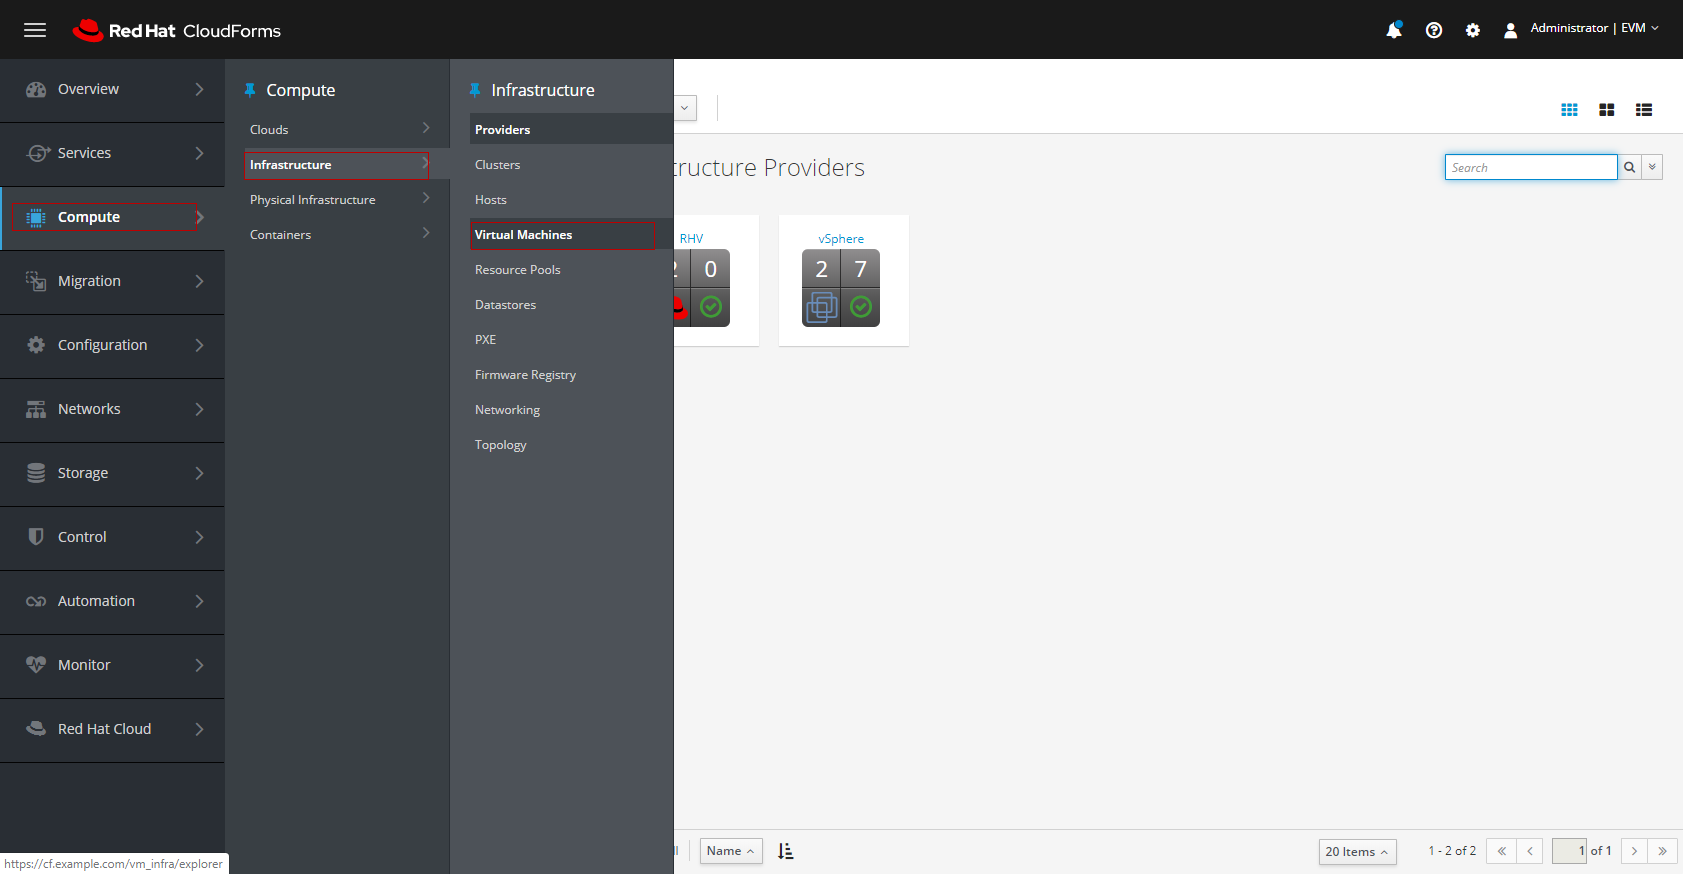 Red Hat CloudForms
Administrator | EVM
Overview
Services
Compute
Migration
Configuration
Networks
Storage
Control
Automation
Monitor
Red Hat Cloud
Compute
Clouds
Infrastructure
Physical Infrastructure
Containers
Infrastructure
Providers
Clusters
Hosts
Virtual Machines
Resource Pools
Datastores
PXE
Firmware Registry
Networking
Topology
tructure Providers
Search
RHV
2 0
vSphere
2 7
Name
20 Items
1 - 2 of 2
1 of 1
https://cf.example.com/vm_infra/explorer